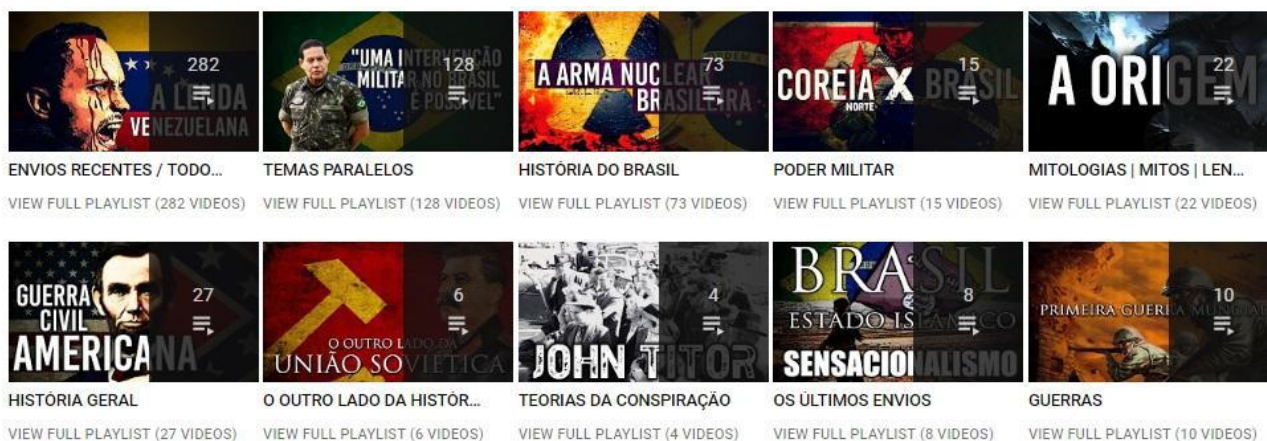 282
A LENDA
VENEZUELANA
"UMA INTERVENÇÃO
MILITAR NO BRASIL
É POSSÍVEL"
128
A ARMA NUCLEAR
BRASILEIRA
73
COREIA X BRASIL
NORTE
15
A ORIGEM
22
ENVIOS RECENTES / TODO...
TEMAS PARALELOS
HISTÓRIA DO BRASIL
PODER MILITAR
MITOLOGIAS | MITOS | LEN...
VIEW FULL PLAYLIST (282 VIDEOS)
VIEW FULL PLAYLIST (128 VIDEOS)
VIEW FULL PLAYLIST (73 VIDEOS)
VIEW FULL PLAYLIST (15 VIDEOS)
VIEW FULL PLAYLIST (22 VIDEOS)
GUERRA
CIVIL
AMERICANA
27
O OUTRO LADO DA
UNIÃO SOVIÉTICA
6
JOHN TITOR
4
BRASIL
ESTADO ISLÂMICO
SENSACIONALISMO
8
PRIMEIRA GUERRA MUNDIAL
10
HISTÓRIA GERAL
O OUTRO LADO DA HISTÓR...
TEORIAS DA CONSPIRAÇÃO
OS ÚLTIMOS ENVIOS
GUERRAS
VIEW FULL PLAYLIST (27 VIDEOS)
VIEW FULL PLAYLIST (6 VIDEOS)
VIEW FULL PLAYLIST (4 VIDEOS)
VIEW FULL PLAYLIST (8 VIDEOS)
VIEW FULL PLAYLIST (10 VIDEOS)